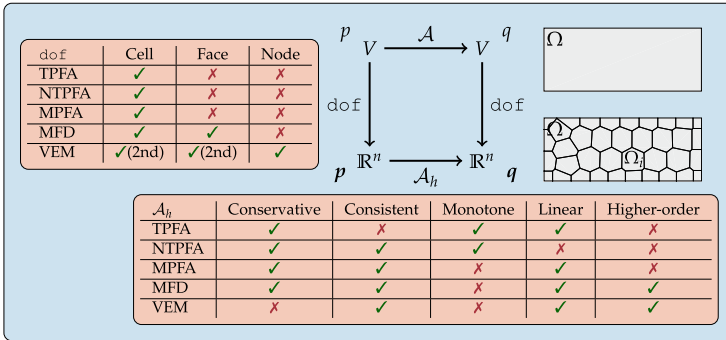 dof Cell Face Node
TPFA ✓ ✗ ✗
NTPFA ✓ ✗ ✗
MPFA ✓ ✗ ✗
MFD ✓ ✓ ✗
VEM ✓(2nd) ✓(2nd) ✓
p V 𝒜 V q
dof dof
𝒑 ℝⁿ 𝒜ₕ ℝⁿ 𝒒
Ω
Ω
Ωᵢ
𝒜ₕ Conservative Consistent Monotone Linear Higher-order
TPFA ✓ ✗ ✓ ✓ ✗
NTPFA ✓ ✓ ✓ ✗ ✗
MPFA ✓ ✓ ✗ ✓ ✗
MFD ✓ ✓ ✗ ✓ ✓
VEM ✗ ✓ ✗ ✓ ✓